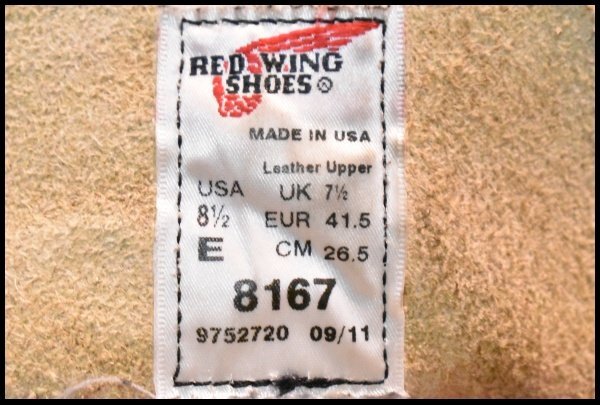 RED WING
SHOES®
MADE IN USA
Leather Upper
USA UK 7½
8½ EUR 41.5
E CM 26.5
8167
9752720 09/11